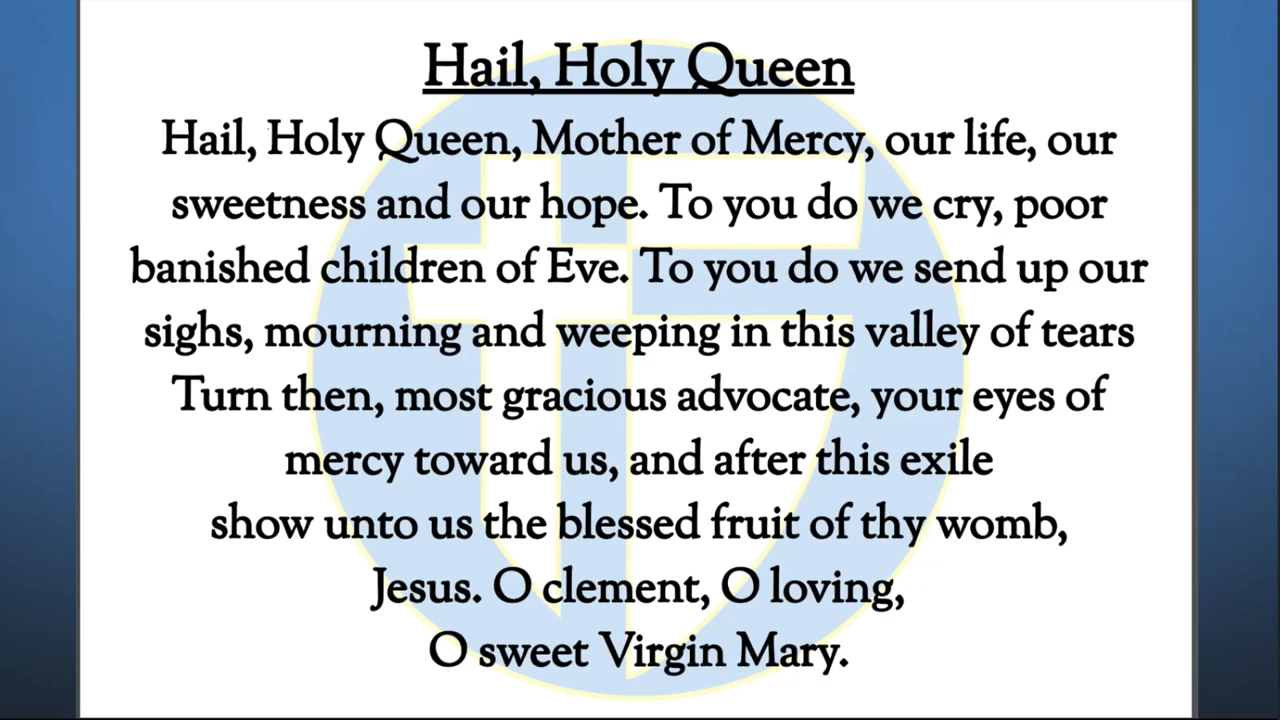 Hail, Holy Queen
Hail, Holy Queen, Mother of Mercy, our life, our
sweetness and our hope. To you do we cry, poor
banished children of Eve. To you do we send up our
sighs, mourning and weeping in this valley of tears
Turn then, most gracious advocate, your eyes of
mercy toward us, and after this exile
show unto us the blessed fruit of thy womb,
Jesus. O clement, O loving,
O sweet Virgin Mary.